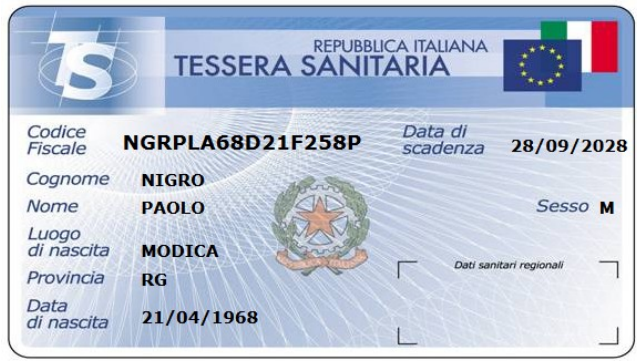 TS
REPUBBLICA ITALIANA
TESSERA SANITARIA
Codice
Fiscale
NGRPLA68D21F258P
Data di
scadenza
28/09/2028
Cognome
NIGRO
Nome
PAOLO
Sesso M
Luogo
di nascita
MODICA
Provincia
RG
Dati sanitari regionali
Data
di nascita
21/04/1968